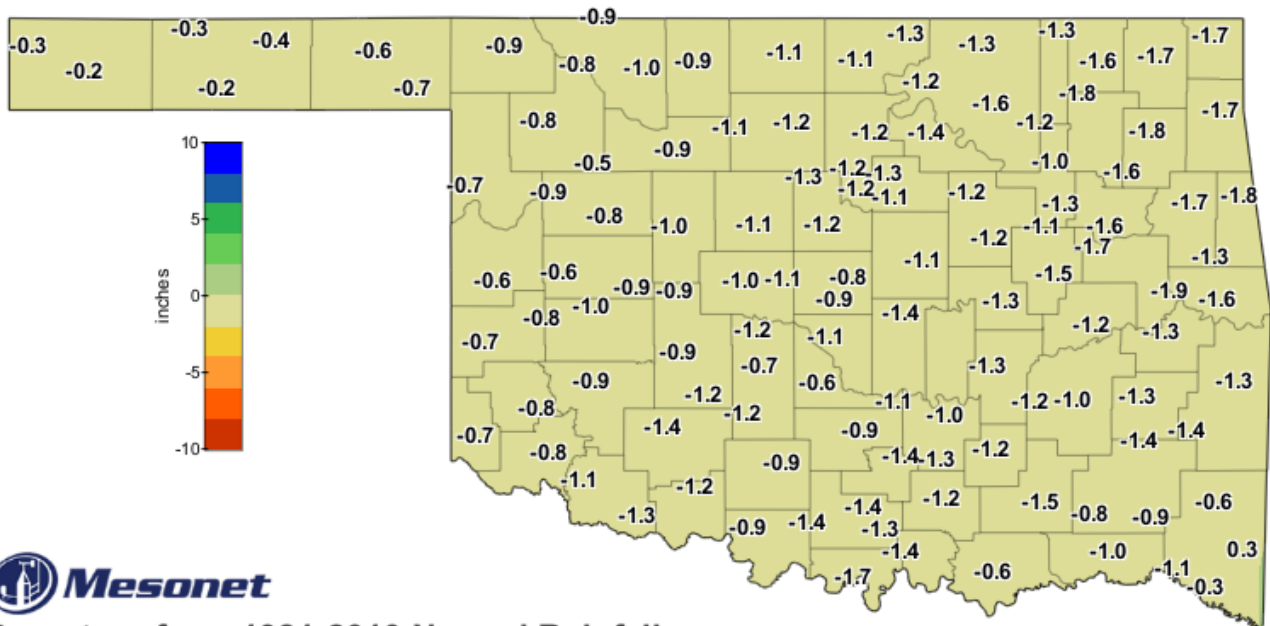 -0.9
-0.3 -0.3 -0.4 -0.6 -0.9 -1.1 -1.1 -1.3 -1.3 -1.3 -1.7
-0.2 -0.2 -0.7 -0.8 -1.0 -0.9 -1.2 -1.6 -1.7
-0.8 -1.1 -1.2 -1.2 -1.4 -1.6 -1.2 -1.8 -1.8 -1.7
10
-0.5 -0.9 -1.0 -1.6
-0.7 -0.9 -1.3 -1.2 -1.3 -1.2 -1.1 -1.2 -1.3 -1.7 -1.8
5
-0.8 -1.0 -1.1 -1.2 -1.2 -1.1 -1.6 -1.7
-0.6 -0.6 -0.9 -0.9 -1.0 -1.1 -0.8 -1.1 -1.5 -1.3
inches
0
-0.8 -1.0 -0.9 -1.4 -1.3 -1.9 -1.6
-0.7 -0.9 -1.2 -1.1 -1.2 -1.3
-5
-0.9 -0.7 -0.6 -1.3 -1.3
-0.8 -1.2 -1.2 -1.1 -1.0 -1.2 -1.0 -1.3
-0.7 -1.4 -0.9 -1.4 -1.4
-10
-0.8 -0.9 -1.4 -1.3 -1.2
-1.1 -1.2 -1.4 -1.2 -1.5 -0.8 -0.9 -0.6
-1.3 -0.9 -1.4 -1.3
-1.4 -1.0 0.3
-1.7 -0.6 -1.1 -0.3
Mesonet